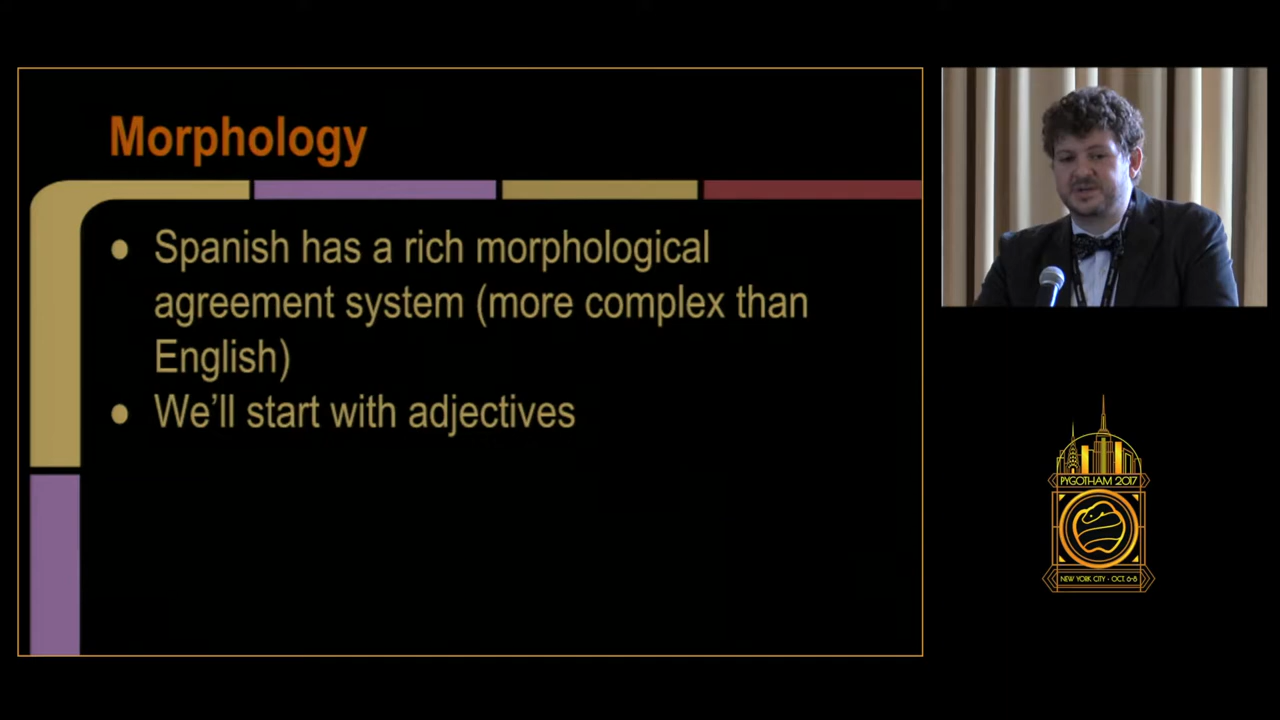 Morphology
● Spanish has a rich morphological
agreement system (more complex than
English)
● We'll start with adjectives
PYGOTHAM 2017
NEW YORK CITY • OCT. 6-8